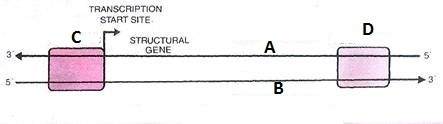 TRANSCRIPTION
START SITE
C
STRUCTURAL
GENE
A
D
3´
5´
5´
B
3´